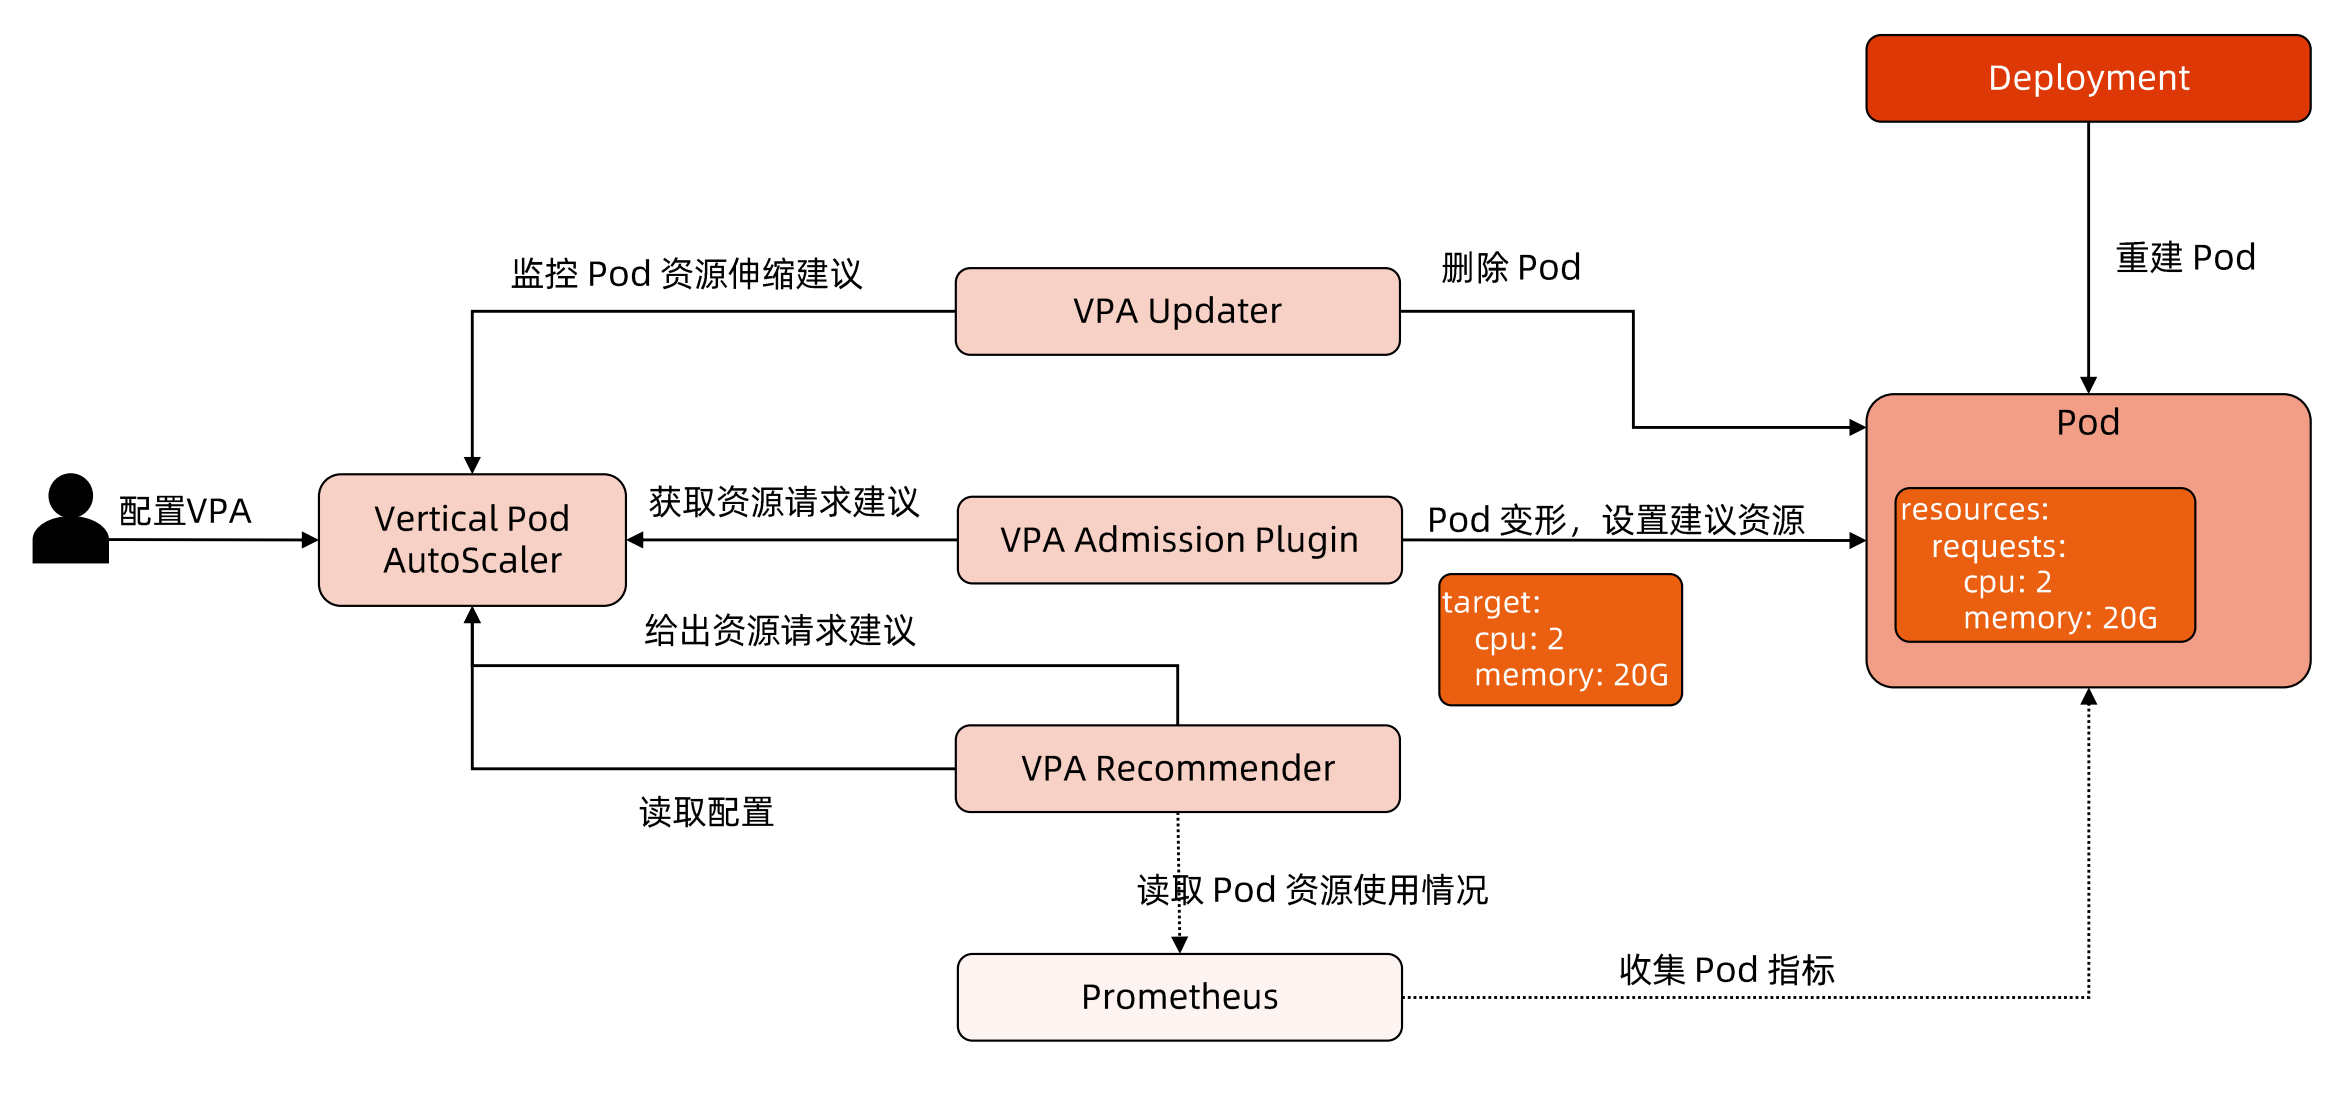 Deployment
重建 Pod
监控 Pod 资源伸缩建议
VPA Updater
删除 Pod
配置VPA
Vertical Pod
AutoScaler
获取资源请求建议
VPA Admission Plugin
Pod 变形，设置建议资源
target:
cpu: 2
memory: 20G
Pod
resources:
requests:
cpu: 2
memory: 20G
给出资源请求建议
VPA Recommender
读取配置
读取 Pod 资源使用情况
Prometheus
收集 Pod 指标